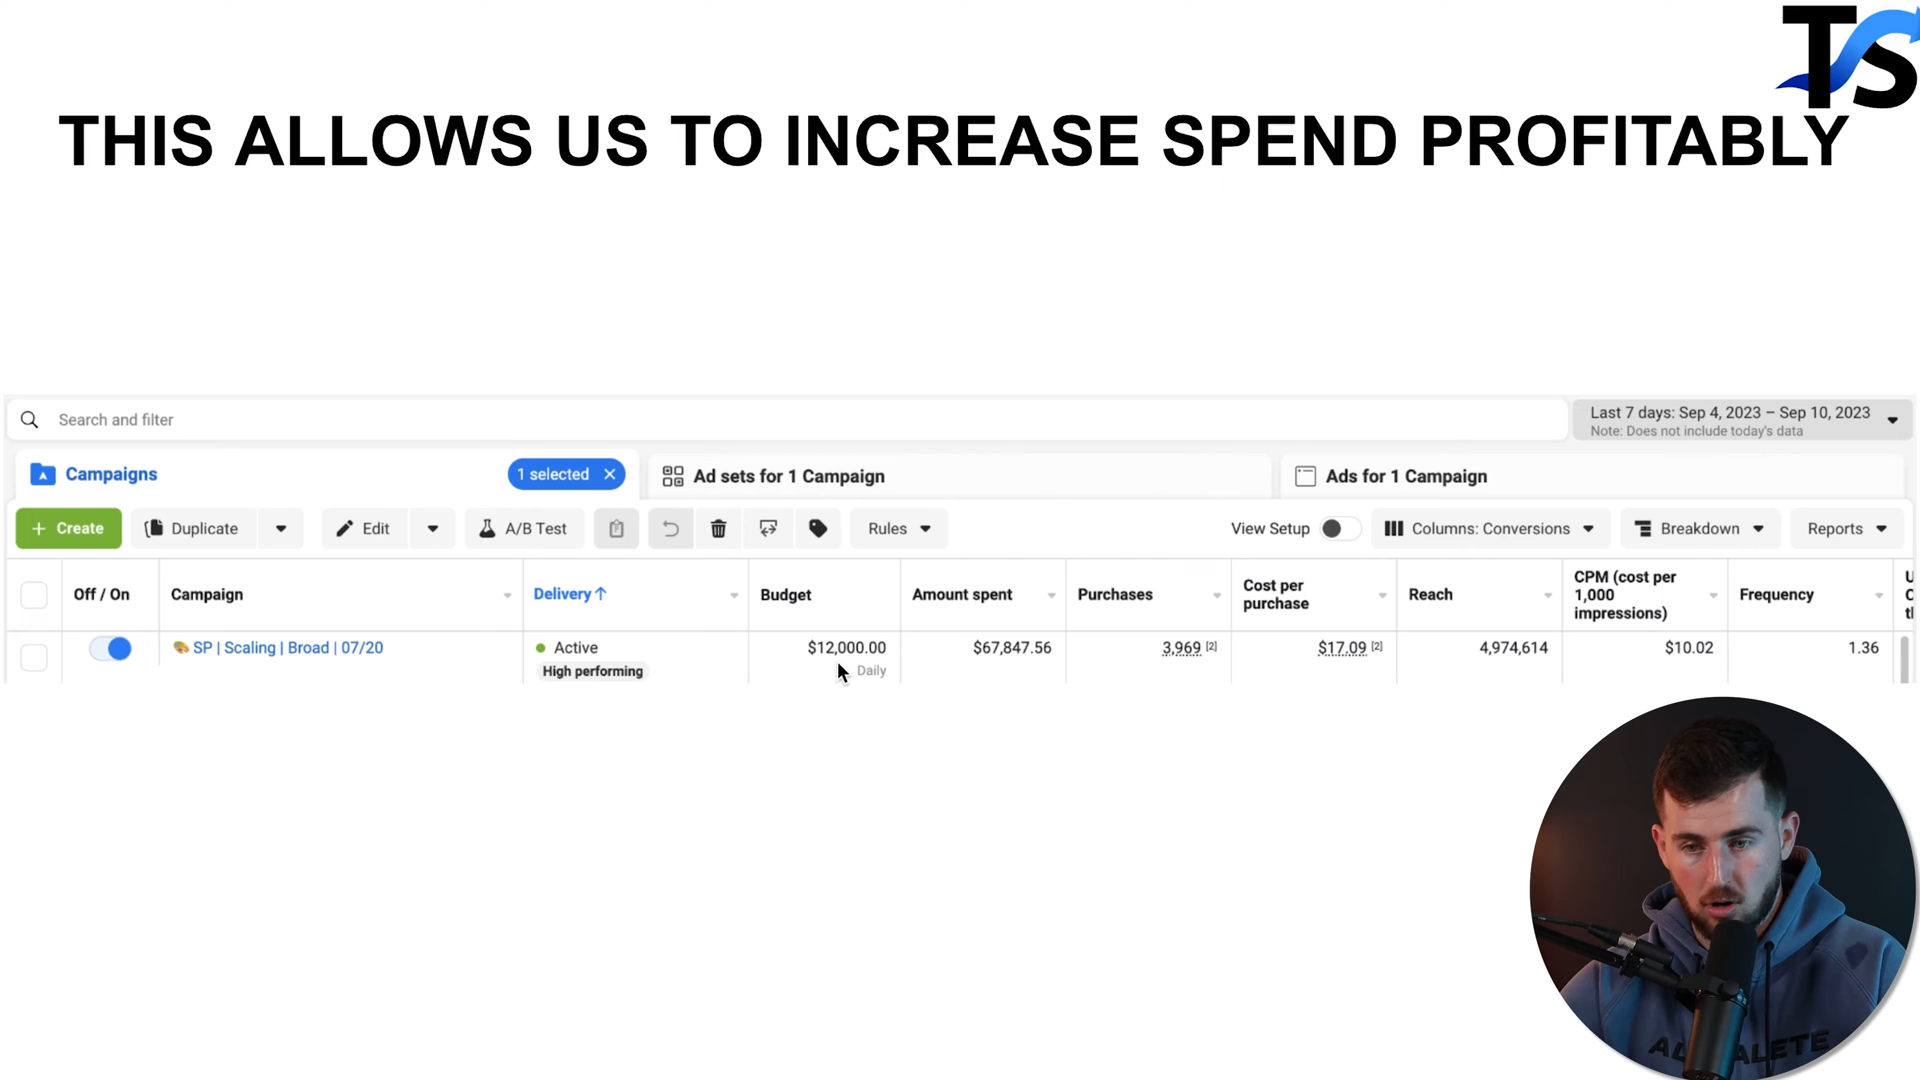 TS
THIS ALLOWS US TO INCREASE SPEND PROFITABLY
Search and filter
Last 7 days: Sep 4, 2023 – Sep 10, 2023
Note: Does not include today's data
Campaigns
1 selected ×
Ad sets for 1 Campaign
Ads for 1 Campaign
+ Create
Duplicate
Edit
A/B Test
Rules
View Setup
Columns: Conversions
Breakdown
Reports
Off / On
Campaign
Delivery ↑
Budget
Amount spent
Purchases
Cost per
purchase
Reach
CPM (cost per
1,000
impressions)
Frequency
SP | Scaling | Broad | 07/20
Active
High performing
$12,000.00
Daily
$67,847.56
3,969 [2]
$17.09 [2]
4,974,614
$10.02
1.36